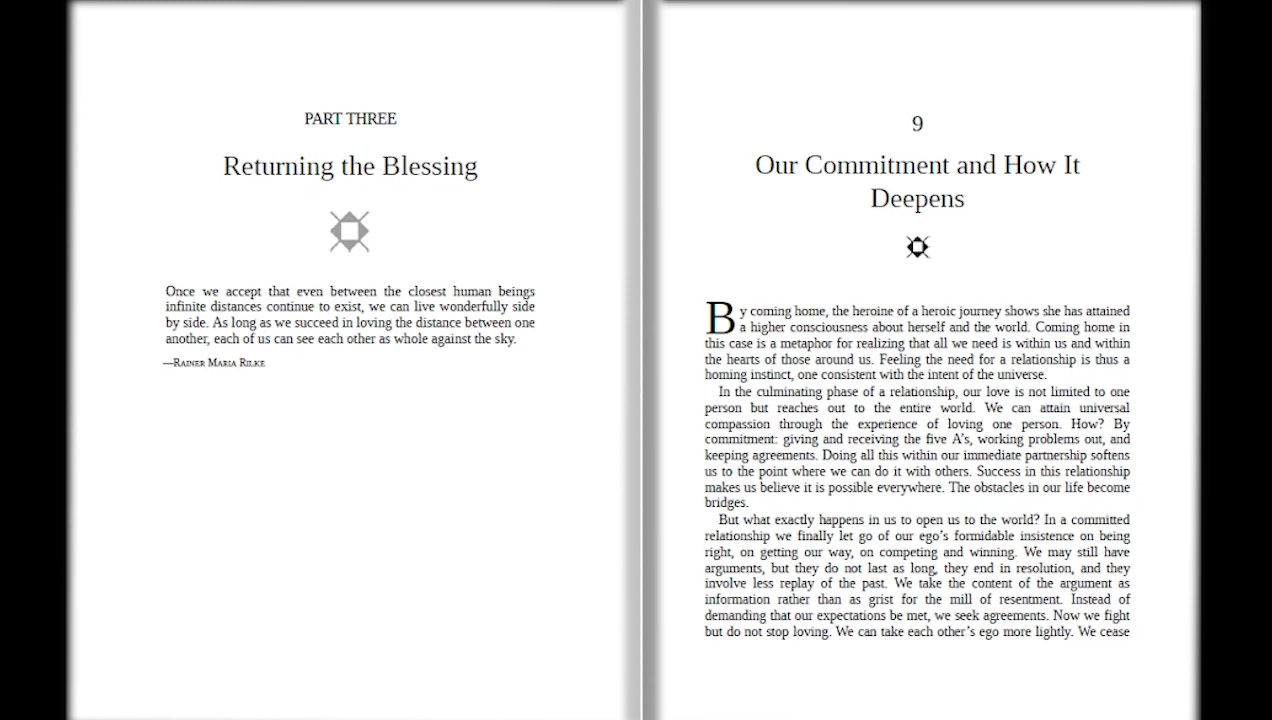 PART THREE
Returning the Blessing
Once we accept that even between the closest human beings
infinite distances continue to exist, we can live wonderfully side
by side. As long as we succeed in loving the distance between one
another, each of us can see each other as whole against the sky.
—Rainer Maria Rilke
9
Our Commitment and How It
Deepens
By coming home, the heroine of a heroic journey shows she has attained
a higher consciousness about herself and the world. Coming home in
this case is a metaphor for realizing that all we need is within us and within
the hearts of those around us. Feeling the need for a relationship is thus a
homing instinct, one consistent with the intent of the universe.
In the culminating phase of a relationship, our love is not limited to one
person but reaches out to the entire world. We can attain universal
compassion through the experience of loving one person. How? By
commitment: giving and receiving the five A’s, working problems out, and
keeping agreements. Doing all this within our immediate partnership softens
us to the point where we can do it with others. Success in this relationship
makes us believe it is possible everywhere. The obstacles in our life become
bridges.
But what exactly happens in us to open us to the world? In a committed
relationship we finally let go of our ego’s formidable insistence on being
right, on getting our way, on competing and winning. We may still have
arguments, but they do not last as long, they end in resolution, and they
involve less replay of the past. We take the content of the argument as
information rather than as grist for the mill of resentment. Instead of
demanding that our expectations be met, we seek agreements. Now we fight
but do not stop loving. We can take each other’s ego more lightly. We cease